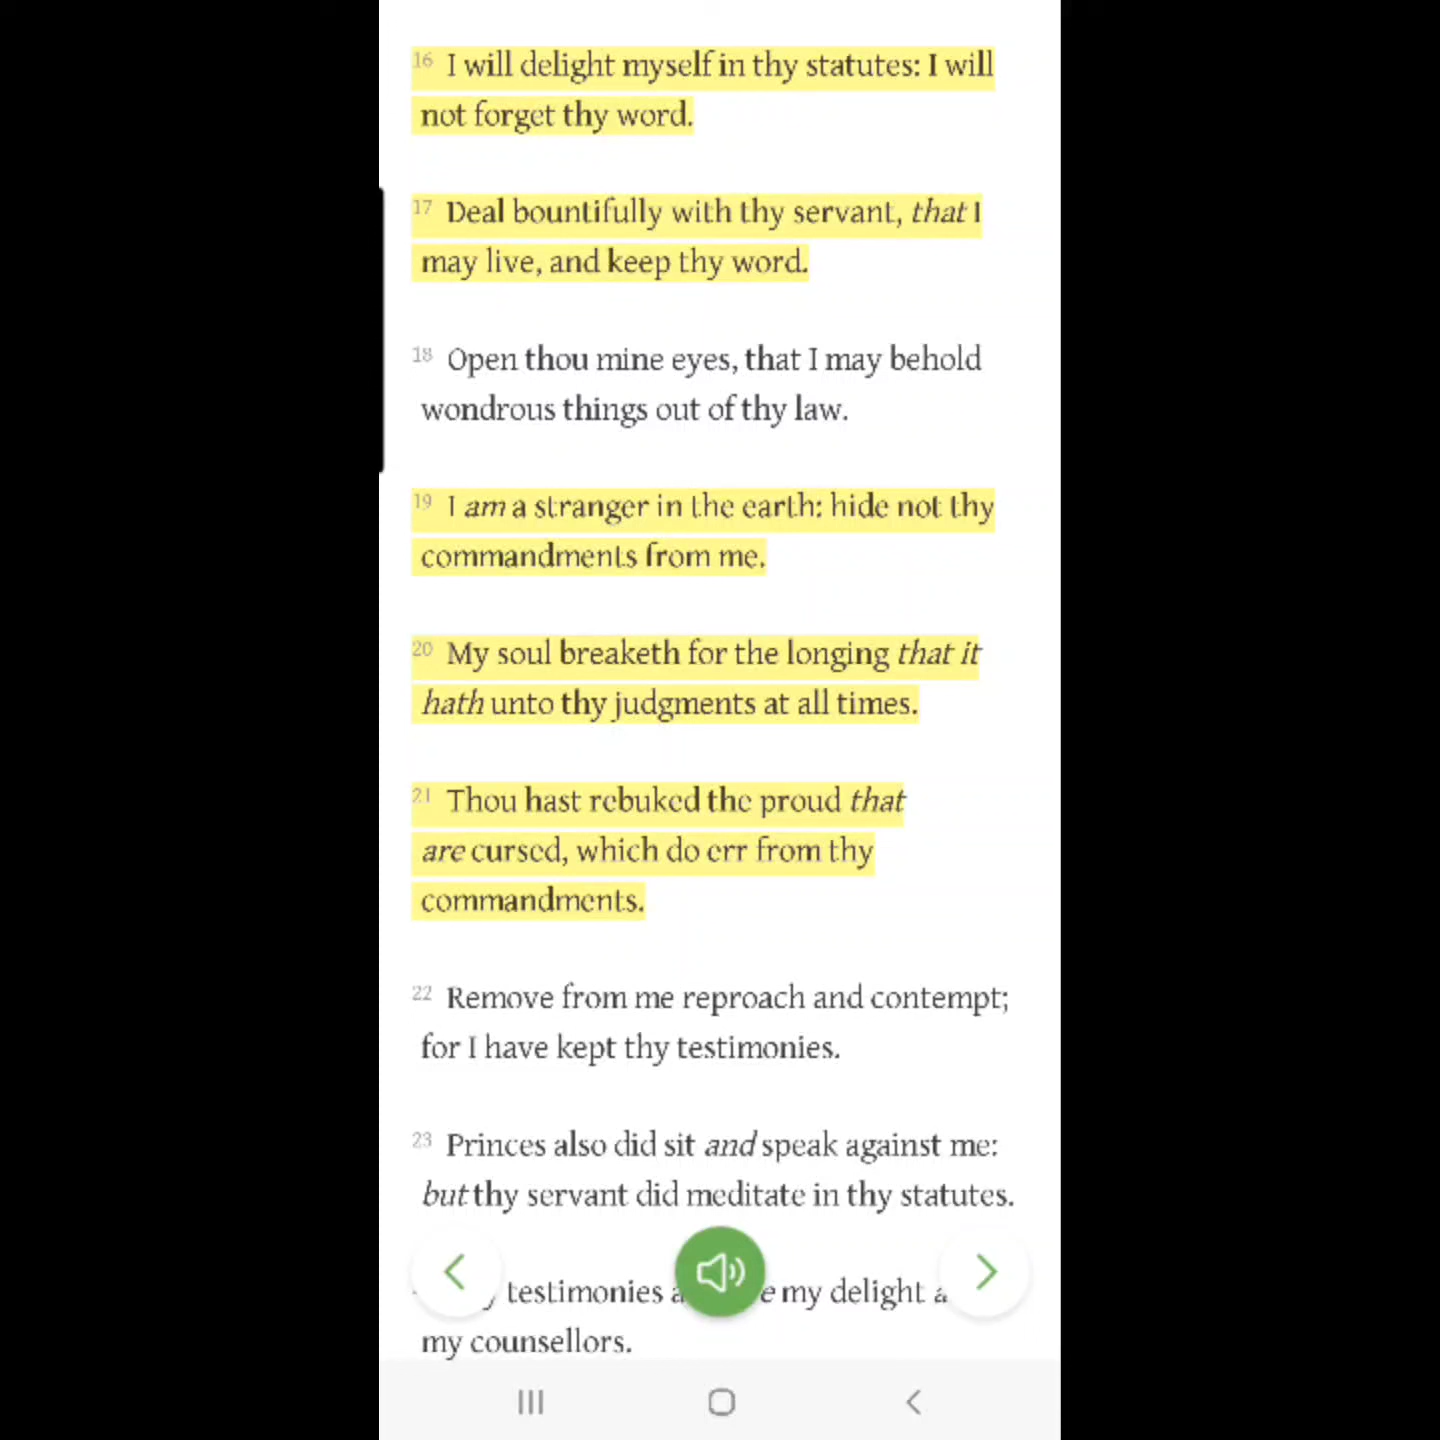 16 I will delight myself in thy statutes: I will
not forget thy word.
17 Deal bountifully with thy servant, that I
may live, and keep thy word.
18 Open thou mine eyes, that I may behold
wondrous things out of thy law.
19 I am a stranger in the earth: hide not thy
commandments from me.
20 My soul breaketh for the longing that it
hath unto thy judgments at all times.
21 Thou hast rebuked the proud that
are cursed, which do err from thy
commandments.
22 Remove from me reproach and contempt;
for I have kept thy testimonies.
23 Princes also did sit and speak against me:
but thy servant did meditate in thy statutes.
testimonies my delight
my counsellors.